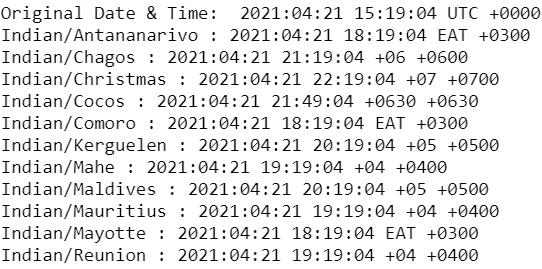 Original Date & Time:  2021:04:21 15:19:04 UTC +0000
Indian/Antananarivo : 2021:04:21 18:19:04 EAT +0300
Indian/Chagos : 2021:04:21 21:19:04 +06 +0600
Indian/Christmas : 2021:04:21 22:19:04 +07 +0700
Indian/Cocos : 2021:04:21 21:49:04 +0630 +0630
Indian/Comoro : 2021:04:21 18:19:04 EAT +0300
Indian/Kerguelen : 2021:04:21 20:19:04 +05 +0500
Indian/Mahe : 2021:04:21 19:19:04 +04 +0400
Indian/Maldives : 2021:04:21 20:19:04 +05 +0500
Indian/Mauritius : 2021:04:21 19:19:04 +04 +0400
Indian/Mayotte : 2021:04:21 18:19:04 EAT +0300
Indian/Reunion : 2021:04:21 19:19:04 +04 +0400